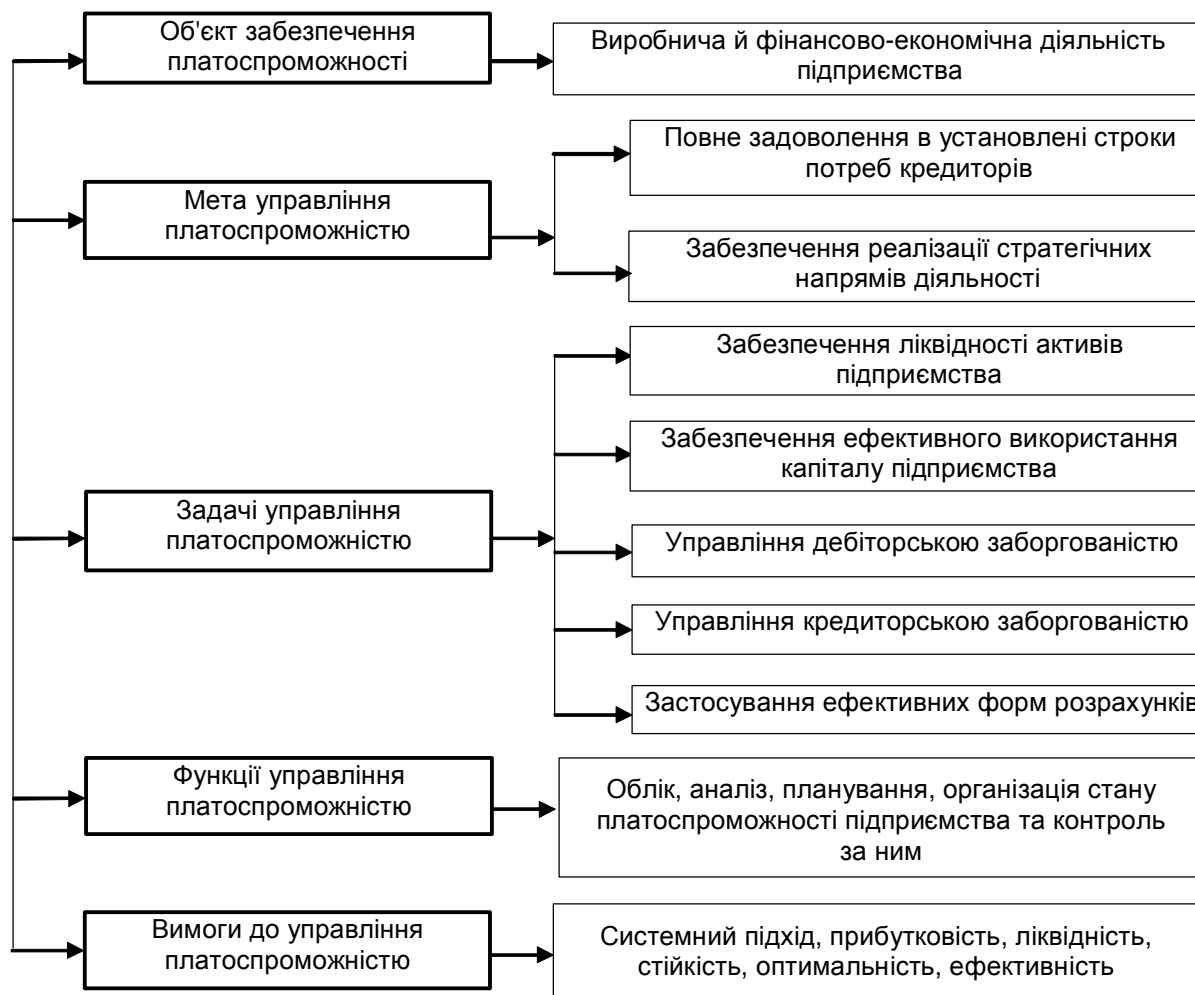 Об'єкт забезпечення
платоспроможності
Виробнича й фінансово-економічна діяльність
підприємства
Мета управління
платоспроможністю
Повне задоволення в установлені строки
потреб кредиторів
Забезпечення реалізації стратегічних
напрямів діяльності
Задачі управління
платоспроможністю
Забезпечення ліквідності активів
підприємства
Забезпечення ефективного використання
капіталу підприємства
Управління дебіторською заборгованістю
Управління кредиторською заборгованістю
Застосування ефективних форм розрахунків
Функції управління
платоспроможністю
Облік, аналіз, планування, організація стану
платоспроможності підприємства та контроль
за ним
Вимоги до управління
платоспроможністю
Системний підхід, прибутковість, ліквідність,
стійкість, оптимальність, ефективність